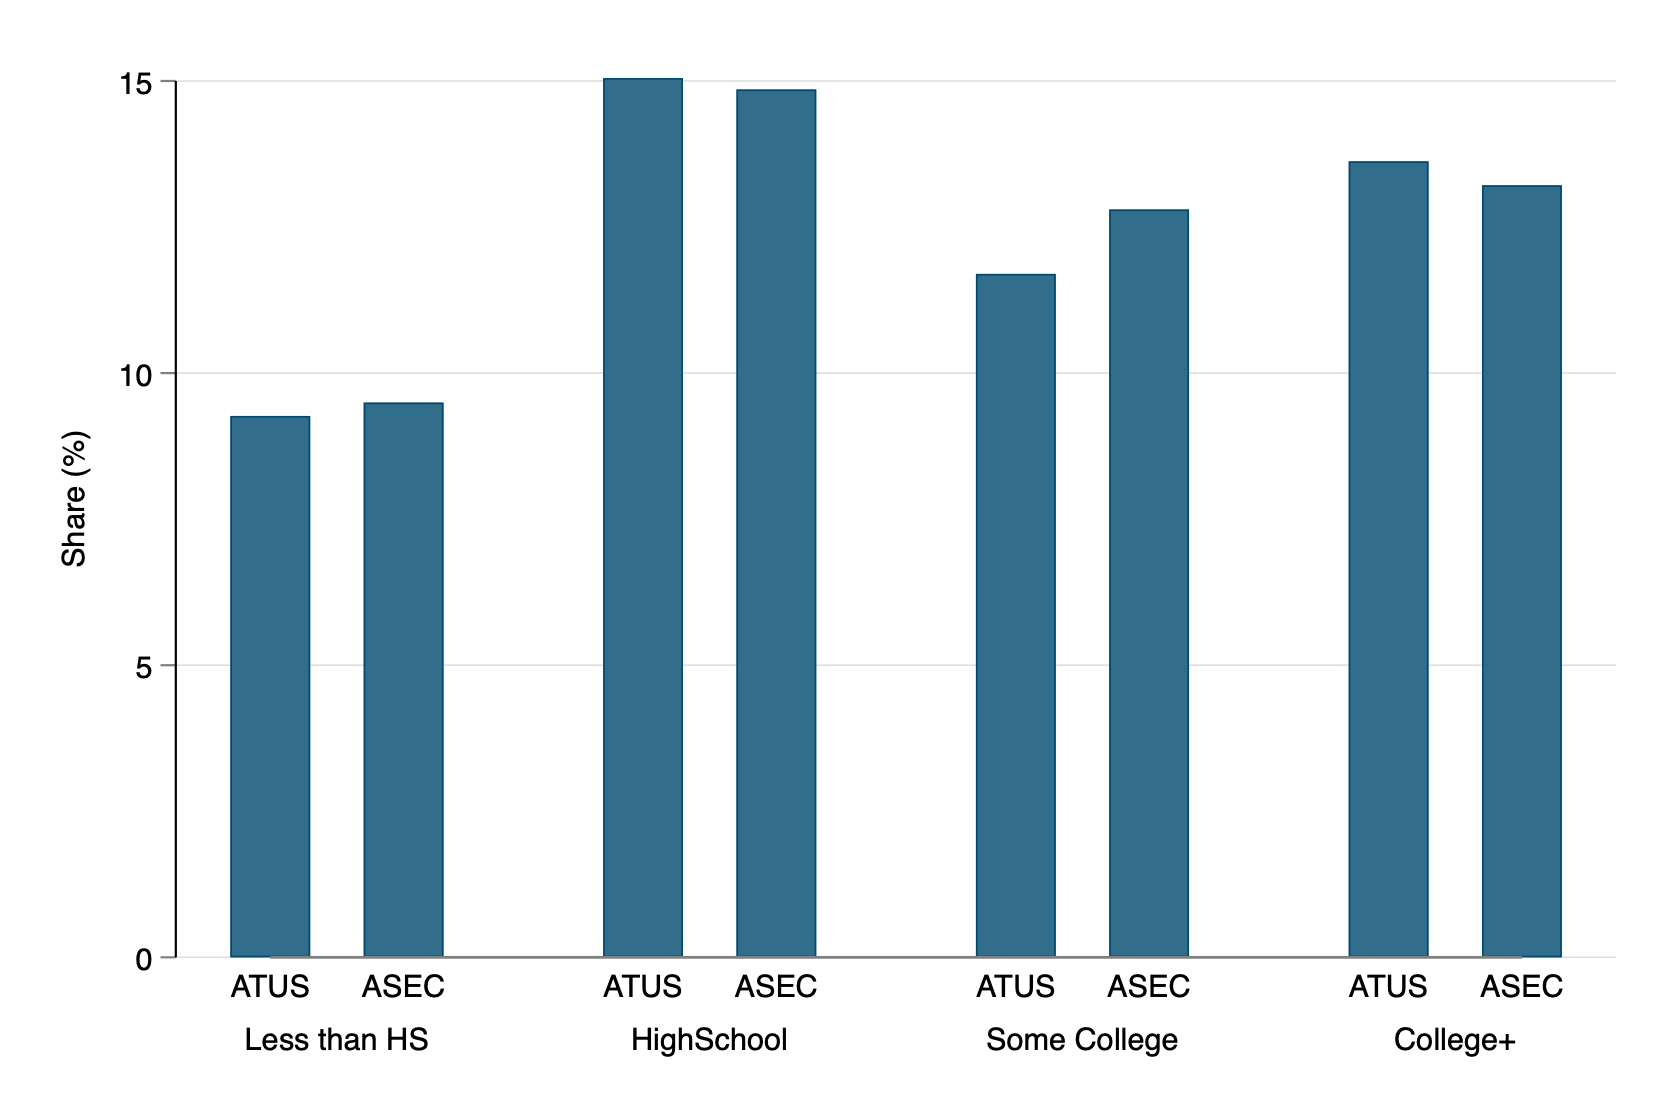 Share (%)
15
10
5
0
ATUS ASEC ATUS ASEC ATUS ASEC ATUS ASEC
Less than HS HighSchool Some College College+